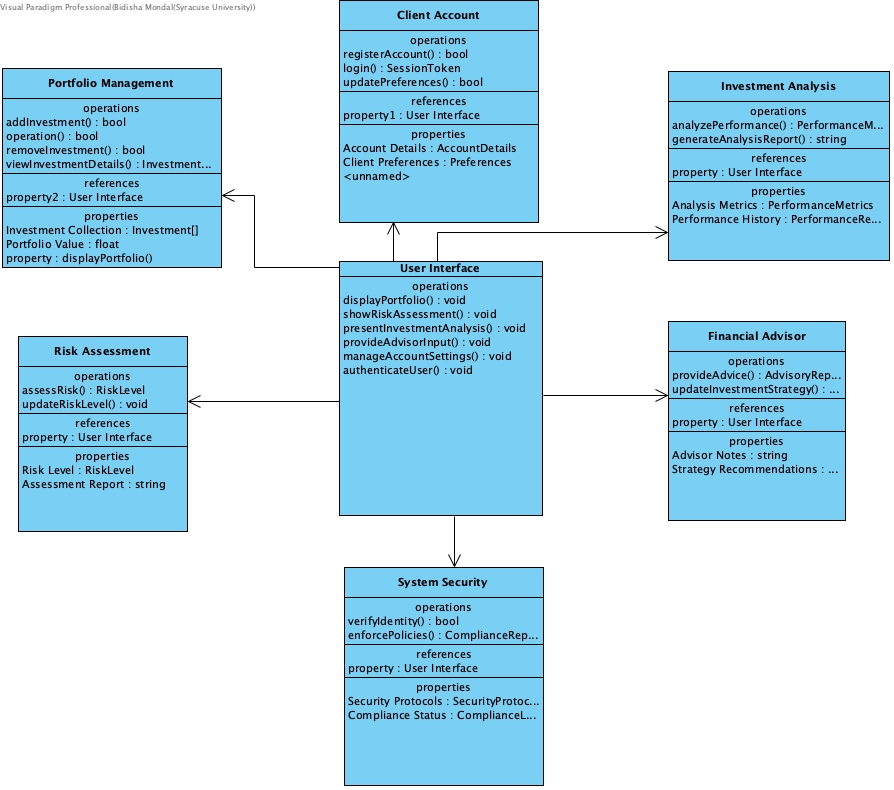 Visual Paradigm Professional(Bidisha Mondal(Syracuse University))
Client Account
operations
registerAccount() : bool
login() : SessionToken
updatePreferences() : bool
references
property1 : User Interface
properties
Account Details : AccountDetails
Client Preferences : Preferences
<unnamed>
Portfolio Management
operations
addInvestment() : bool
operation() : bool
removeInvestment() : bool
viewInvestmentDetails() : Investment...
references
property2 : User Interface
properties
Investment Collection : Investment[]
Portfolio Value : float
property : displayPortfolio()
Investment Analysis
operations
analyzePerformance() : PerformanceM...
generateAnalysisReport() : string
references
property : User Interface
properties
Analysis Metrics : PerformanceMetrics
Performance History : PerformanceRe...
User Interface
operations
displayPortfolio() : void
showRiskAssessment() : void
presentInvestmentAnalysis() : void
provideAdvisorInput() : void
manageAccountSettings() : void
authenticateUser() : void
Risk Assessment
operations
assessRisk() : RiskLevel
updateRiskLevel() : void
references
property : User Interface
properties
Risk Level : RiskLevel
Assessment Report : string
Financial Advisor
operations
provideAdvice() : AdvisoryRep...
updateInvestmentStrategy() : ...
references
property : User Interface
properties
Advisor Notes : string
Strategy Recommendations : ...
System Security
operations
verifyIdentity() : bool
enforcePolicies() : ComplianceRep...
references
property : User Interface
properties
Security Protocols : SecurityProtoc...
Compliance Status : ComplianceL...